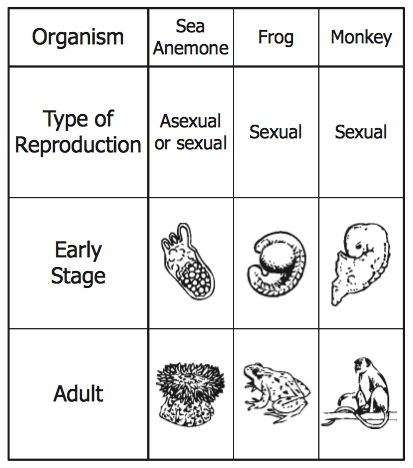 Organism
Sea
Anemone
Frog
Monkey
Type of
Reproduction
Asexual
or sexual
Sexual
Sexual
Early
Stage
Adult